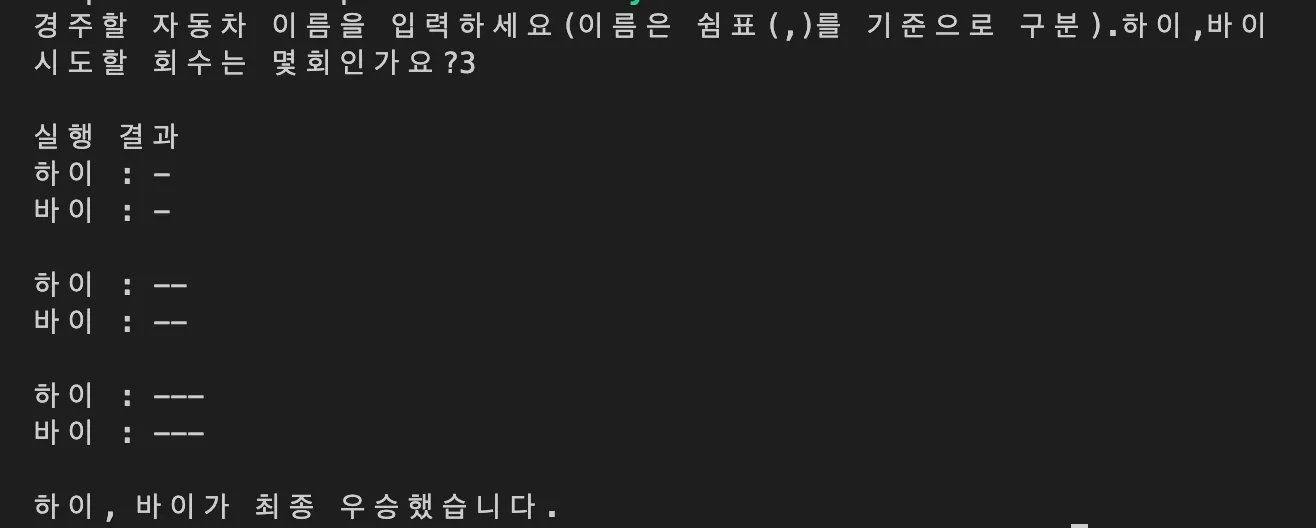 경주할 자동차 이름을 입력하세요(이름은 쉼표(,)를 기준으로 구분).하이,바이
시도할 회수는 몇회인가요?3
실행 결과
하이 : -
바이 : -
하이 : --
바이 : --
하이 : ---
바이 : ---
하이, 바이가 최종 우승했습니다.